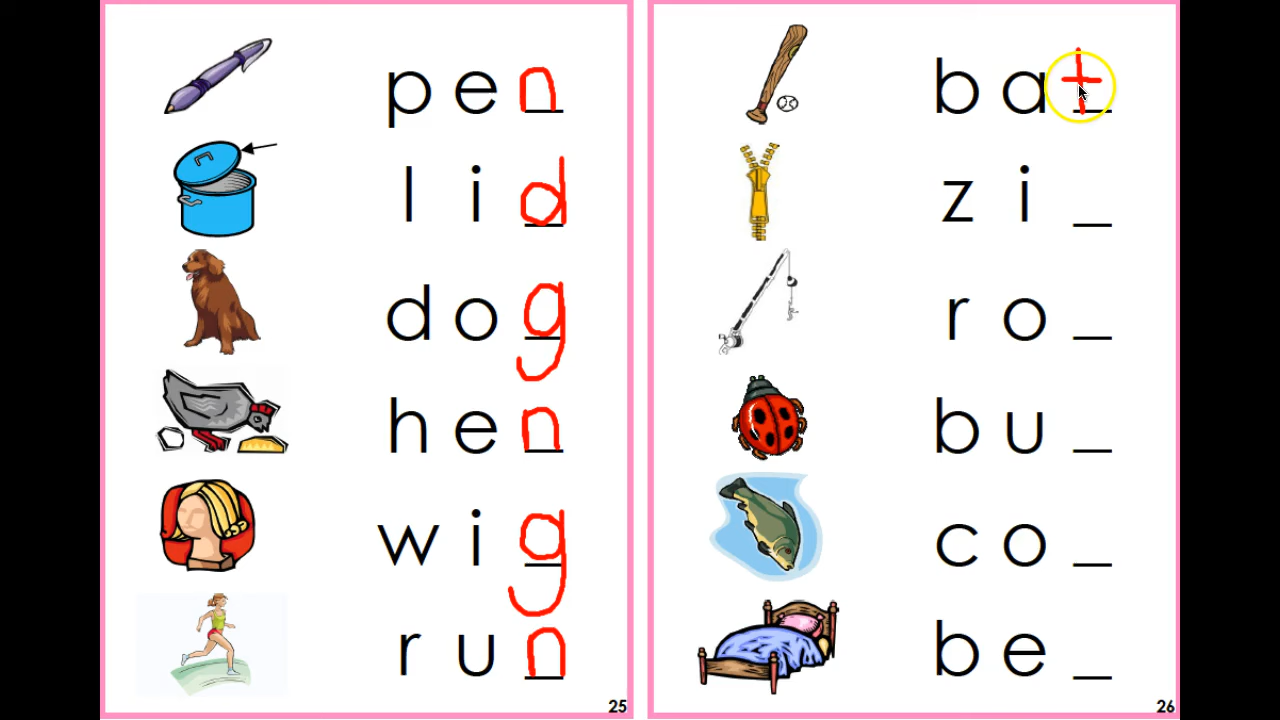 pen
lid
dog
hen
wig
run
25
bat
zi_
ro_
bu_
co_
be_
26